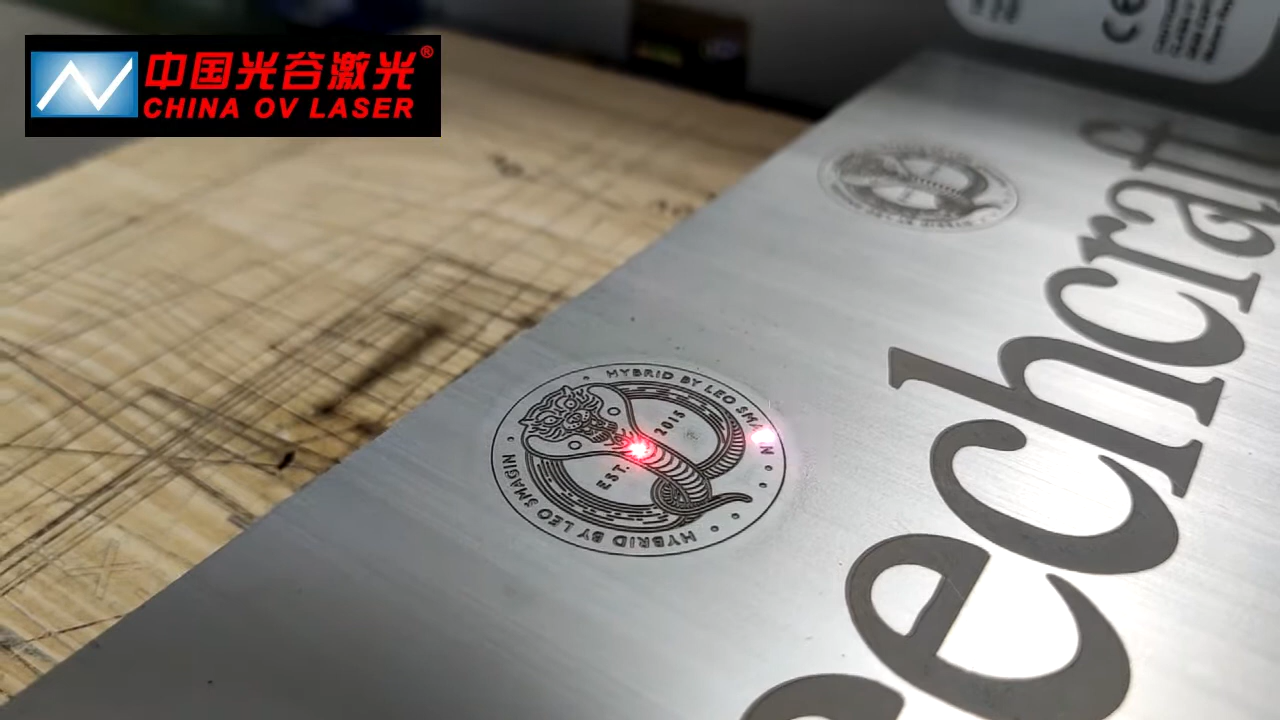 中国光谷激光®
CHINA OV LASER
CE
HYBRID BY LEO SMAGIN
EST. 2015
HYBRID BY LEO SMAGIN
echcraft